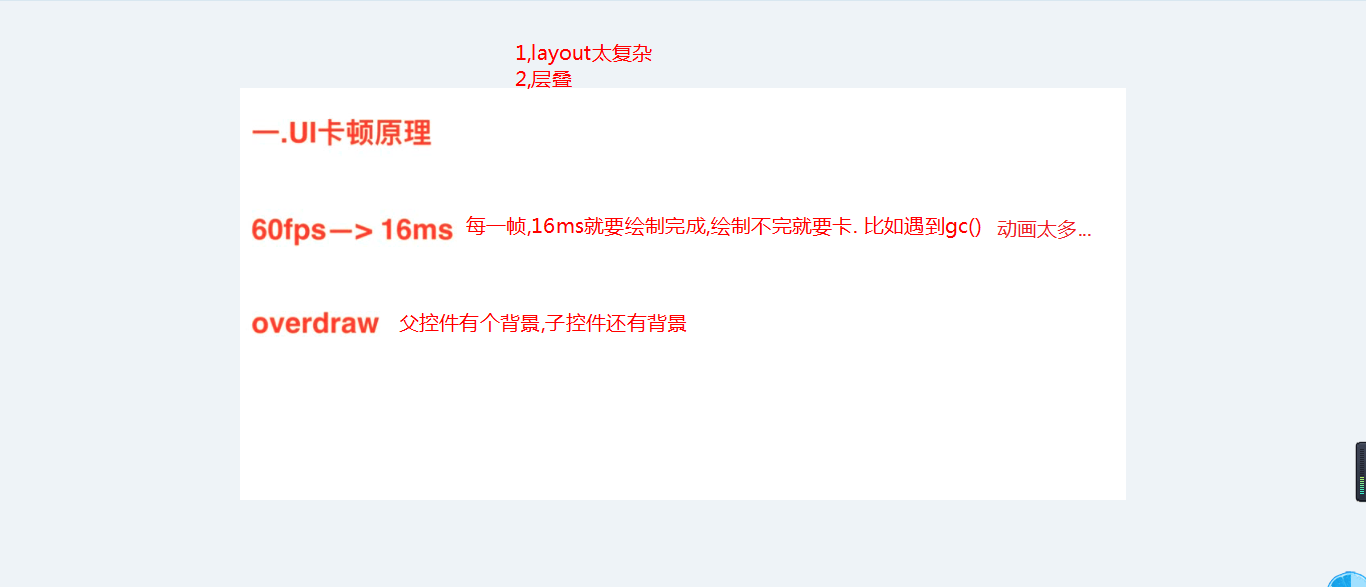 1,layout太复杂
2,层叠
一.UI卡顿原理
60fps—> 16ms 每一帧,16ms就要绘制完成,绘制不完就要卡. 比如遇到gc() 动画太多...
overdraw 父控件有个背景,子控件还有背景